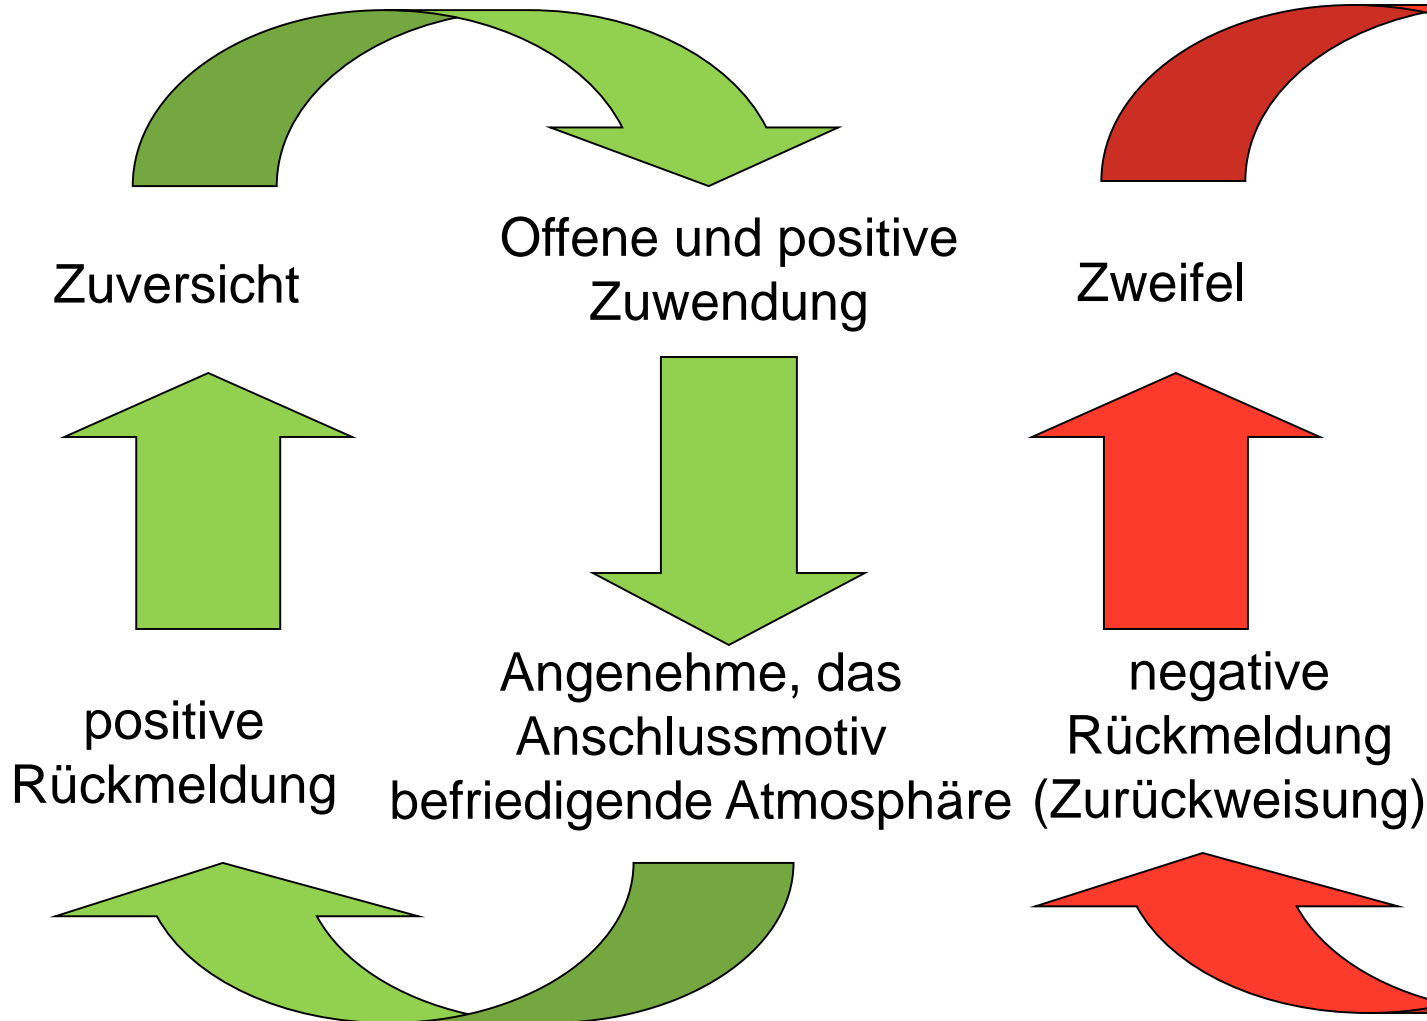 Zuversicht
Offene und positive
Zuwendung
Zweifel
positive
Rückmeldung
Angenehme, das
Anschlussmotiv
befriedigende Atmosphäre
negative
Rückmeldung
(Zurückweisung)